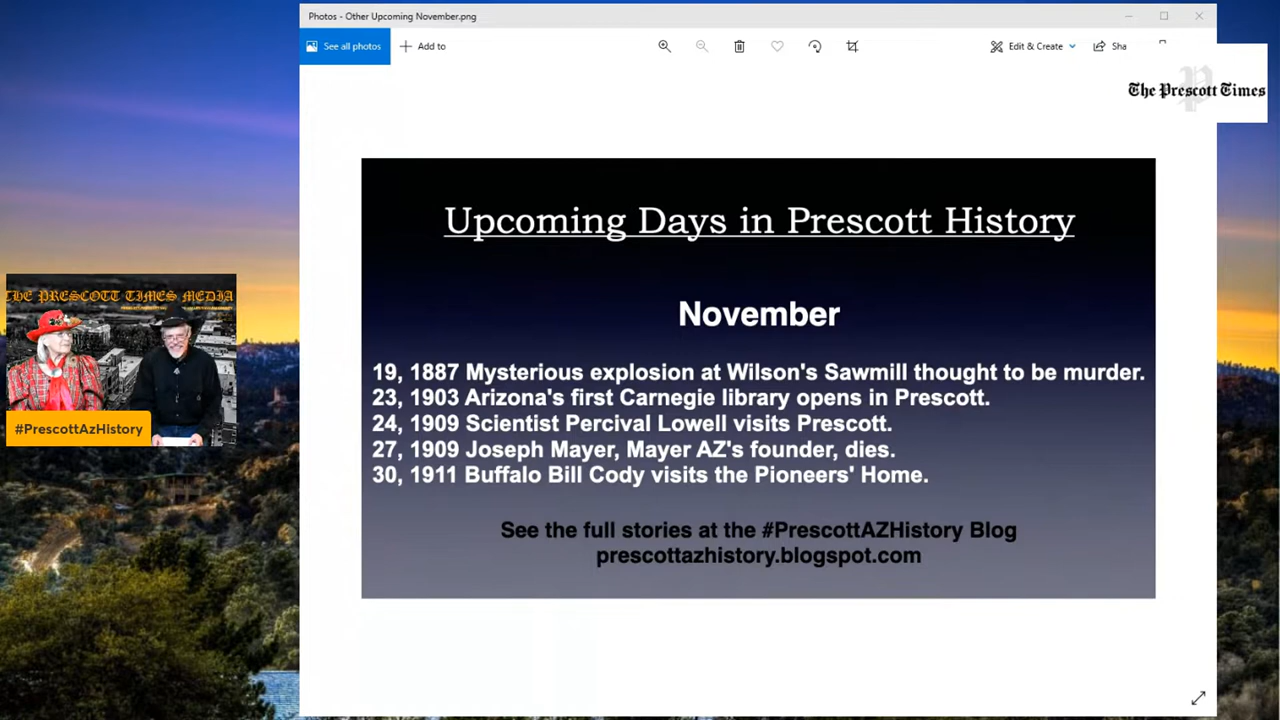 Photos - Other Upcoming November.png
See all photos
Add to
Edit & Create
Sha
The Prescott Times
P
Upcoming Days in Prescott History
November
19, 1887 Mysterious explosion at Wilson's Sawmill thought to be murder.
23, 1903 Arizona's first Carnegie library opens in Prescott.
24, 1909 Scientist Percival Lowell visits Prescott.
27, 1909 Joseph Mayer, Mayer AZ's founder, dies.
30, 1911 Buffalo Bill Cody visits the Pioneers' Home.
See the full stories at the #PrescottAZHistory Blog
prescottazhistory.blogspot.com
THE PRESCOTT TIMES MEDIA
#PrescottAzHistory